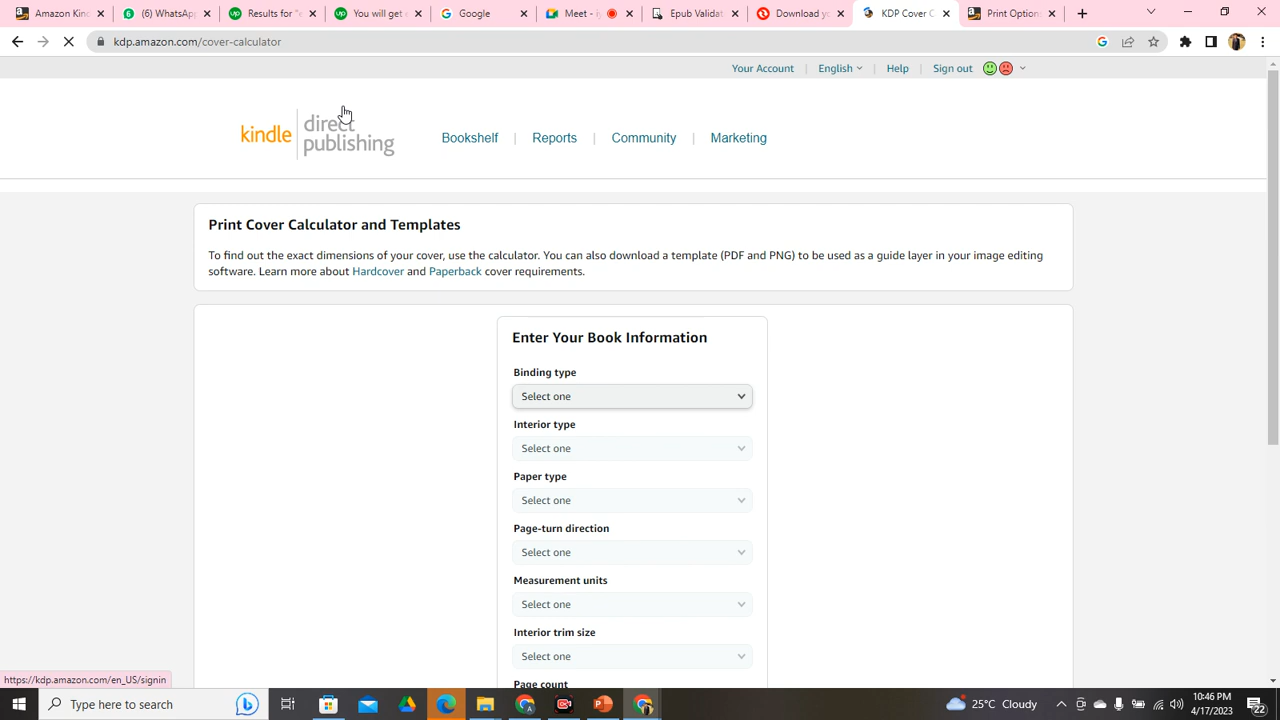 Amazon Kin
(6) WhatsAp
Results for "e
You will get
Google
Meet - i
Epub Valida
Download yo
KDP Cover C
Print Option
kdp.amazon.com/cover-calculator
Your Account English Help Sign out
kindle direct publishing
Bookshelf Reports Community Marketing
Print Cover Calculator and Templates
To find out the exact dimensions of your cover, use the calculator. You can also download a template (PDF and PNG) to be used as a guide layer in your image editing
software. Learn more about Hardcover and Paperback cover requirements.
Enter Your Book Information
Binding type
Select one
Interior type
Select one
Paper type
Select one
Page-turn direction
Select one
Measurement units
Select one
Interior trim size
Select one
Page count
https://kdp.amazon.com/en_US/signin
Type here to search
25°C Cloudy
10:46 PM
4/17/2023
22